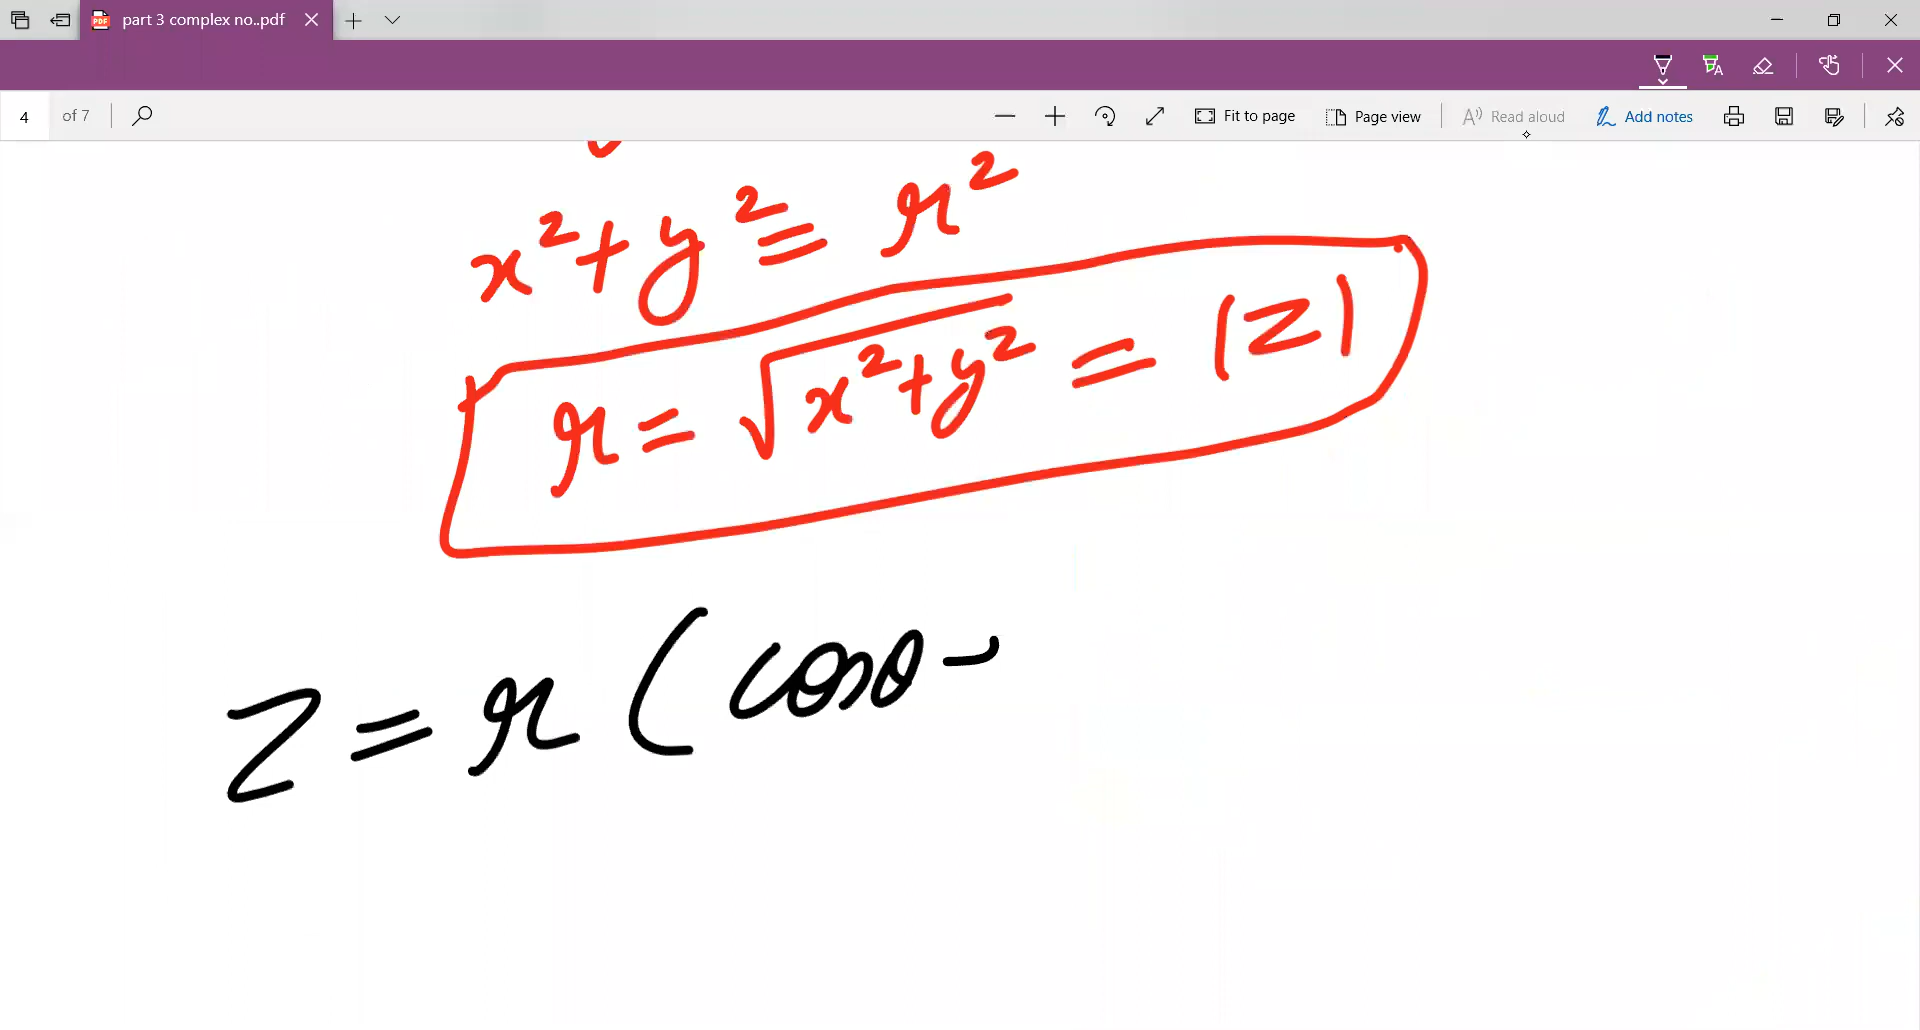 part 3 complex no..pdf
4 of 7
Fit to page
Page view
Read aloud
Add notes
x²+y² = r²
r = √x²+y² = |z|
z = r ( cosθ -